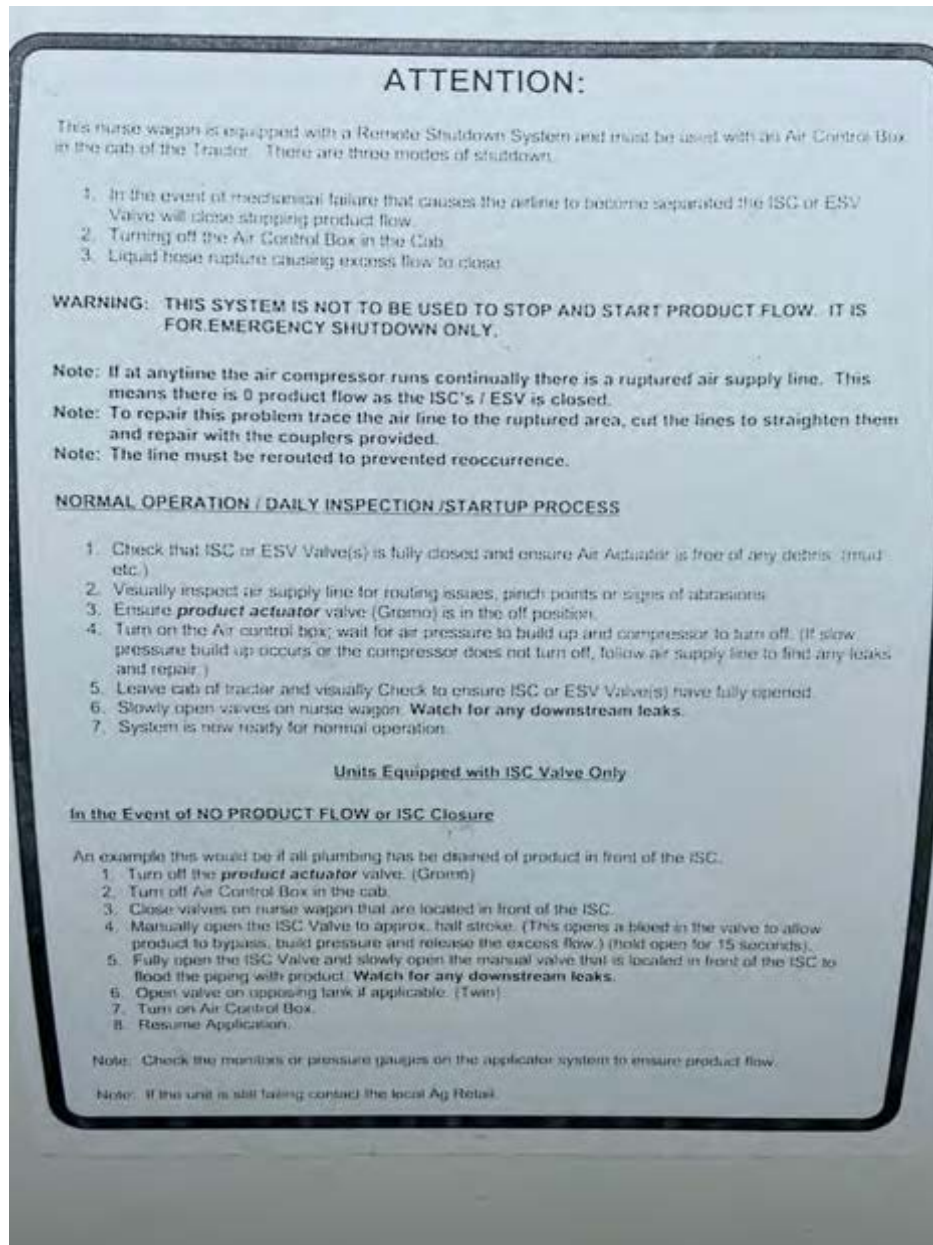 ATTENTION:
This nurse wagon is equipped with a Remote Shutdown System and must be used with an Air Control Box
in the cab of the Tractor. There are three modes of shutdown.
1. In the event of mechanical failure that causes the airline to become separated the ISC or ESV
Valve will close stopping product flow.
2. Turning off the Air Control Box in the Cab.
3. Liquid hose rupture causing excess flow to close.
WARNING: THIS SYSTEM IS NOT TO BE USED TO STOP AND START PRODUCT FLOW. IT IS
FOR EMERGENCY SHUTDOWN ONLY.
Note: If at anytime the air compressor runs continually there is a ruptured air supply line. This
means there is 0 product flow as the ISC's / ESV is closed.
Note: To repair this problem trace the air line to the ruptured area, cut the lines to straighten them
and repair with the couplers provided.
Note: The line must be rerouted to prevented reoccurrence.
NORMAL OPERATION / DAILY INSPECTION /STARTUP PROCESS
1. Check that ISC or ESV Valve(s) is fully closed and ensure Air Actuator is free of any debris. (mud
etc.)
2. Visually inspect air supply line for routing issues, pinch points or signs of abrasions.
3. Ensure product actuator valve (Gromo) is in the off position.
4. Turn on the Air control box; wait for air pressure to build up and compressor to turn off. (If slow
pressure build up occurs or the compressor does not turn off, follow air supply line to find any leaks
and repair.)
5. Leave cab of tractor and visually Check to ensure ISC or ESV Valve(s) have fully opened.
6. Slowly open valves on nurse wagon. Watch for any downstream leaks.
7. System is now ready for normal operation.
Units Equipped with ISC Valve Only
In the Event of NO PRODUCT FLOW or ISC Closure
An example this would be if all plumbing has be drained of product in front of the ISC.
1. Turn off the product actuator valve. (Gromo)
2. Turn off Air Control Box in the cab.
3. Close valves on nurse wagon that are located in front of the ISC.
4. Manually open the ISC Valve to approx. half stroke. (This opens a bleed in the valve to allow
product to bypass, build pressure and release the excess flow.) (hold open for 15 seconds).
5. Fully open the ISC Valve and slowly open the manual valve that is located in front of the ISC to
flood the piping with product. Watch for any downstream leaks.
6. Open valve on opposing tank if applicable. (Twin)
7. Turn on Air Control Box.
8. Resume Application.
Note: Check the monitors or pressure gauges on the applicator system to ensure product flow.
Note: If the unit is still failing contact the local Ag Retail.